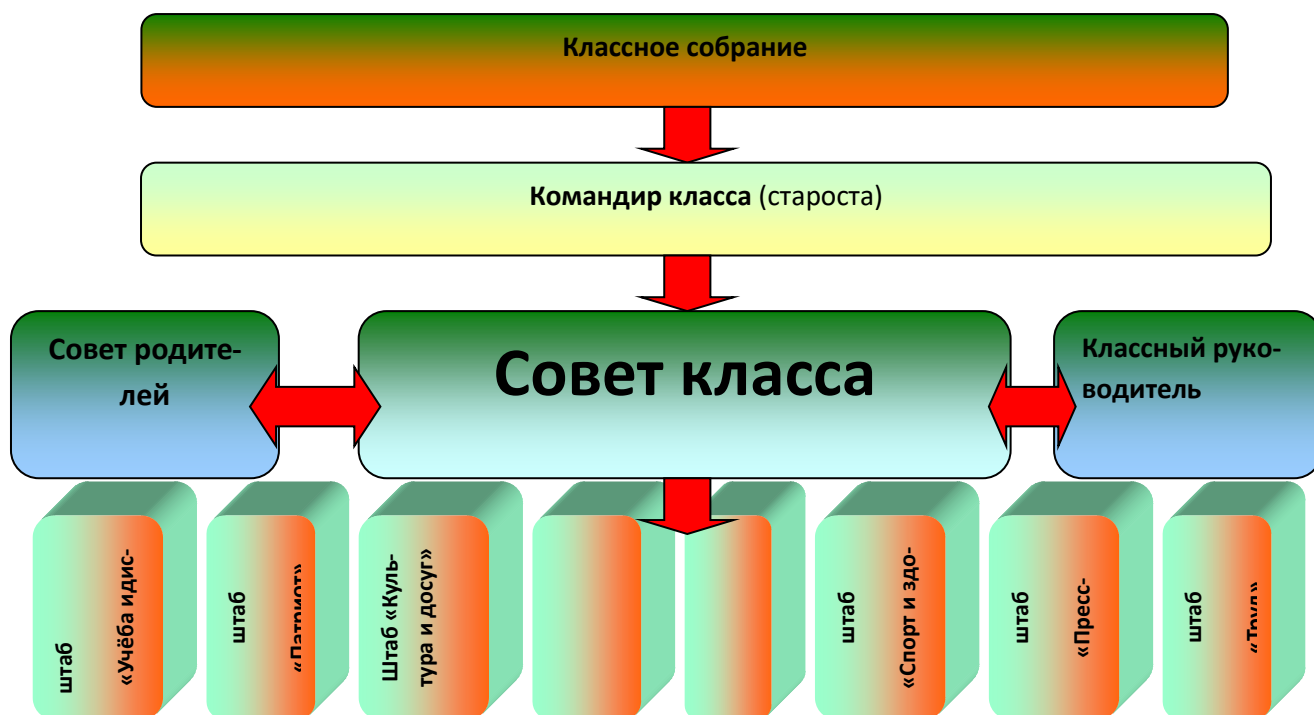 Классное собрание
Командир класса (староста)
Совет родите-
лей
Совет класса
Классный руко-
водитель
штаб
«Учёба идис-
штаб
«Патриот»
Штаб «Куль-
тура и досуг»
штаб
«Спорт и здо-
штаб
«Пресс-
штаб
«Труд»